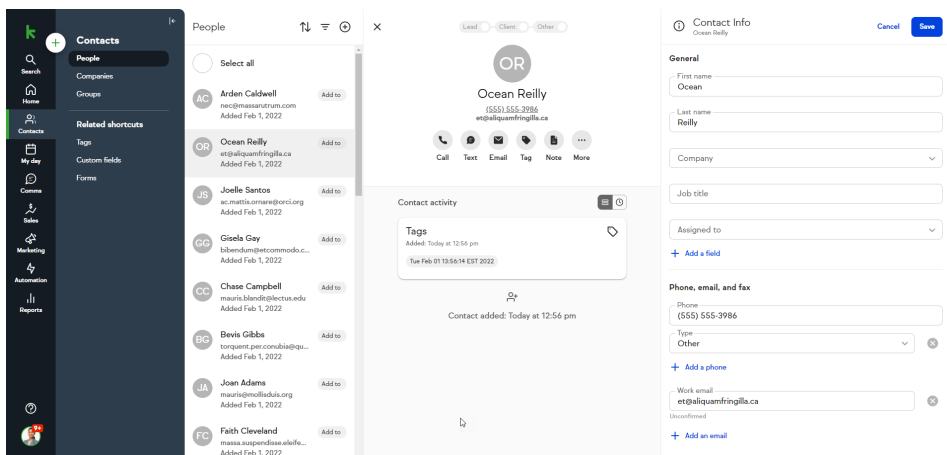 Search
Home
Contacts
My day
Comms
Sales
Marketing
Automation
Reports
9+
Contacts
People
Companies
Groups
Related shortcuts
Tags
Custom fields
Forms
People
Select all
AC
Arden Caldwell
nec@massarutrum.com
Added Feb 1, 2022
Add to
OR
Ocean Reilly
et@aliquamfringilla.ca
Added Feb 1, 2022
Add to
JS
Joelle Santos
ac.mattis.ornare@orci.org
Added Feb 1, 2022
Add to
GG
Gisela Gay
bibendum@etcommodo.c...
Added Feb 1, 2022
Add to
CC
Chase Campbell
mauris.blandit@lectus.edu
Added Feb 1, 2022
Add to
BG
Bevis Gibbs
torquent.per.conubia@qu...
Added Feb 1, 2022
Add to
JA
Joan Adams
mauris@mollisduis.org
Added Feb 1, 2022
Add to
FC
Faith Cleveland
massa.suspendisse.eleife...
Added Feb 1, 2022
Add to
Lead
Client
Other
OR
Ocean Reilly
(555) 555-3986
et@aliquamfringilla.ca
Call Text Email Tag Note More
Contact activity
Tags
Added: Today at 12:56 pm
Tue Feb 01 13:56:14 EST 2022
Contact added: Today at 12:56 pm
Contact Info
Ocean Reilly
Cancel
Save
General
First name
Ocean
Last name
Reilly
Company
Job title
Assigned to
+ Add a field
Phone, email, and fax
Phone
(555) 555-3986
Type
Other
+ Add a phone
Work email
et@aliquamfringilla.ca
Unconfirmed
+ Add an email